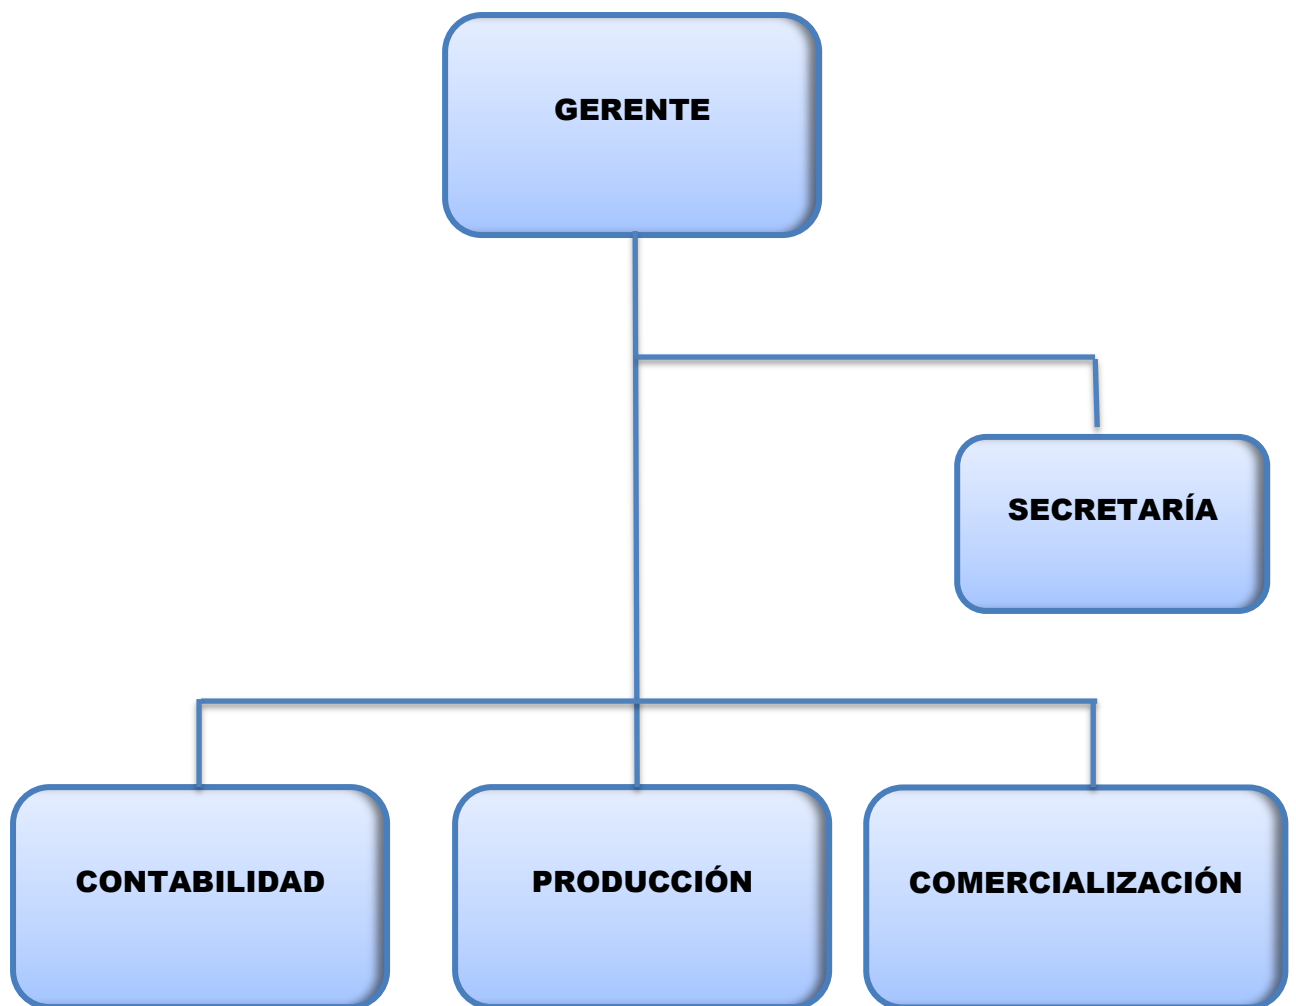 GERENTE
SECRETARÍA
CONTABILIDAD
PRODUCCIÓN
COMERCIALIZACIÓN